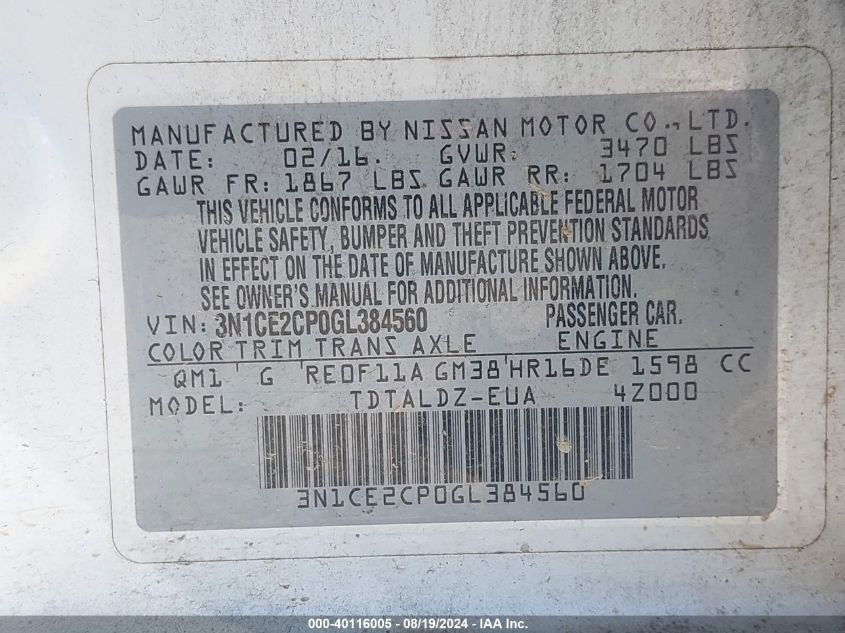 MANUFACTURED BY NISSAN MOTOR CO., LTD.
DATE: 02/16. GVWR: 3470 LBS
GAWR FR: 1867 LBS GAWR RR: 1704 LBS
THIS VEHICLE CONFORMS TO ALL APPLICABLE FEDERAL MOTOR
VEHICLE SAFETY, BUMPER AND THEFT PREVENTION STANDARDS
IN EFFECT ON THE DATE OF MANUFACTURE SHOWN ABOVE.
SEE OWNER'S MANUAL FOR ADDITIONAL INFORMATION.
VIN: 3N1CE2CP0GL384560 PASSENGER CAR.
COLOR TRIM TRANS AXLE ENGINE
QM1 G RE0F11A GM38 HR16DE 1598 CC
MODEL: TDTALDZ-EUA 4Z000
3N1CE2CP0GL384560
000-40116005 - 08/19/2024 - IAAI.com